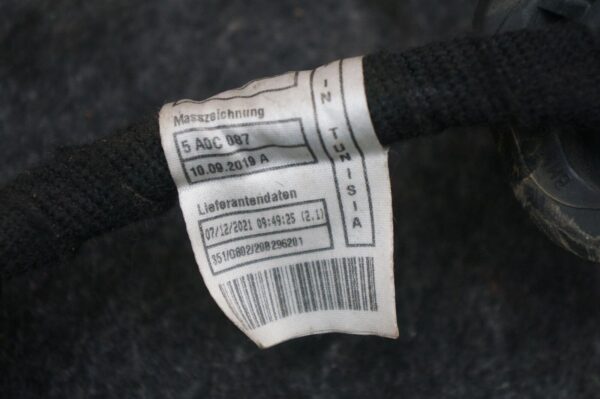 Masszeichnung
5 A0C 087
10.09.2019 A
Lieferantendaten
07/12/2021 09:49:25 (2.1)
351/0802/208296201
IN TUNISIA